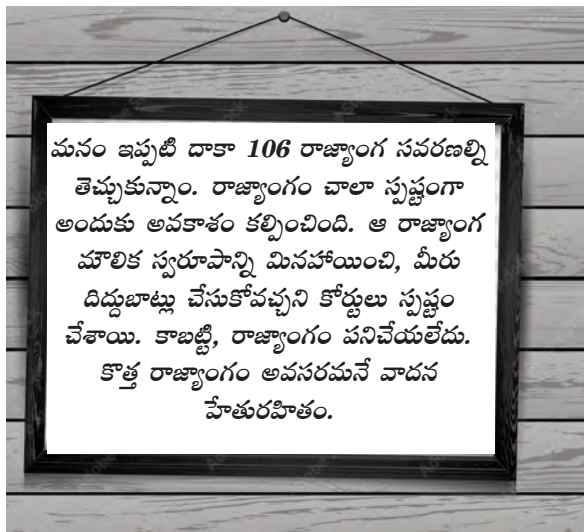 మనం ఇప్పటి దాకా 106 రాజ్యాంగ సవరణల్ని
తెచ్చుకున్నాం. రాజ్యాంగం చాలా స్పష్టంగా
అందుకు అవకాశం కల్పించింది. ఆ రాజ్యాంగ
మౌలిక స్వరూపాన్ని మినహాయించి, మీరు
దిద్దుబాట్లు చేసుకోవచ్చని కోర్టులు స్పష్టం
చేశాయి. కాబట్టి, రాజ్యాంగం పనిచేయలేదు.
కొత్త రాజ్యాంగం అవసరమనే వాదన
హేతురహితం.